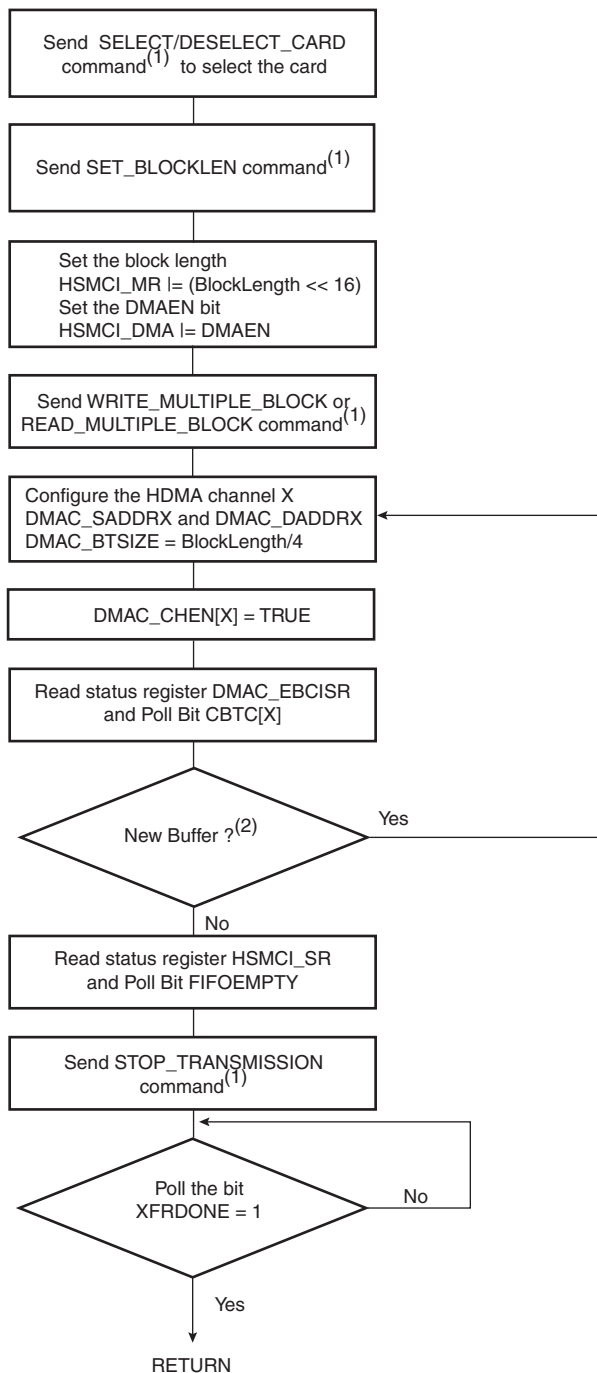 Send SELECT/DESELECT_CARD
command(1) to select the card
Send SET_BLOCKLEN command(1)
Set the block length
HSMCI_MR |= (BlockLength << 16)
Set the DMAEN bit
HSMCI_DMA |= DMAEN
Send WRITE_MULTIPLE_BLOCK or
READ_MULTIPLE_BLOCK command(1)
Configure the HDMA channel X
DMAC_SADDRX and DMAC_DADDRX
DMAC_BTSIZE = BlockLength/4
DMAC_CHEN[X] = TRUE
Read status register DMAC_EBCISR
and Poll Bit CBTC[X]
New Buffer ?(2)
Yes
No
Read status register HSMCI_SR
and Poll Bit FIFOEMPTY
Send STOP_TRANSMISSION
command(1)
Poll the bit
XFRDONE = 1
No
Yes
RETURN